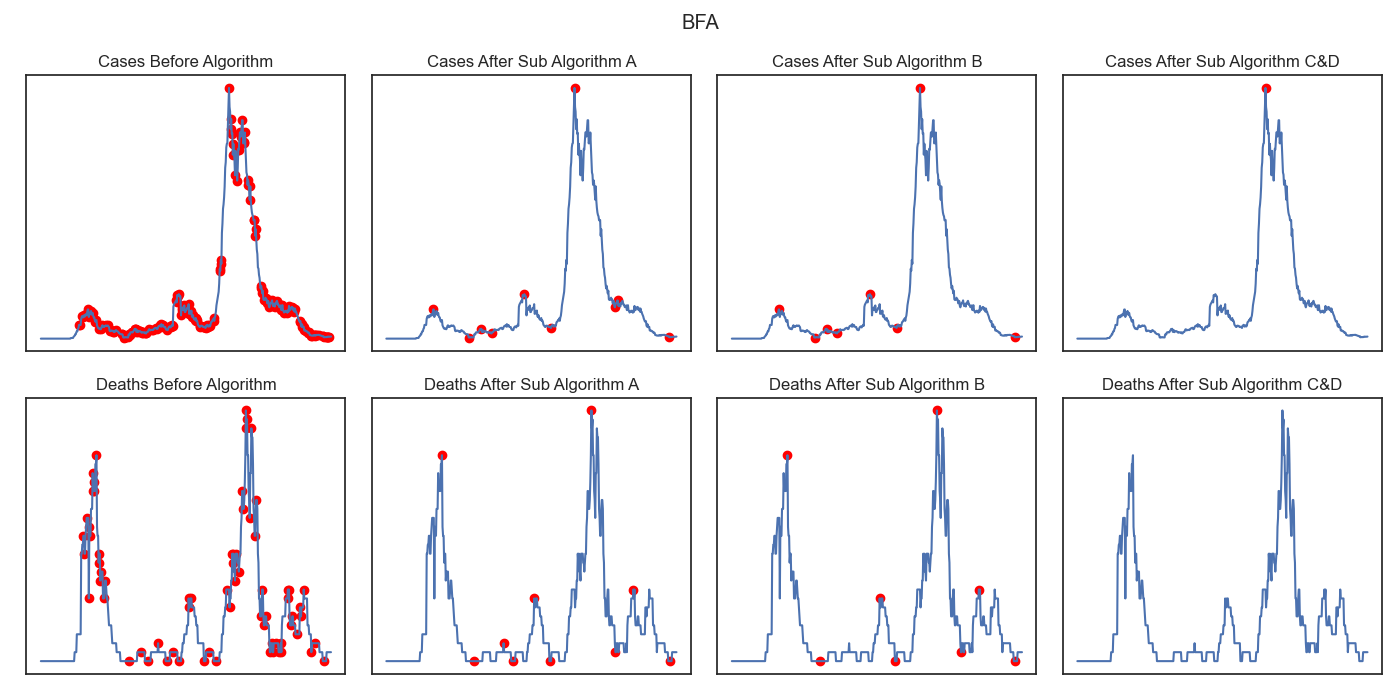 BFA
Cases Before Algorithm
Cases After Sub Algorithm A
Cases After Sub Algorithm B
Cases After Sub Algorithm C&D
Deaths Before Algorithm
Deaths After Sub Algorithm A
Deaths After Sub Algorithm B
Deaths After Sub Algorithm C&D